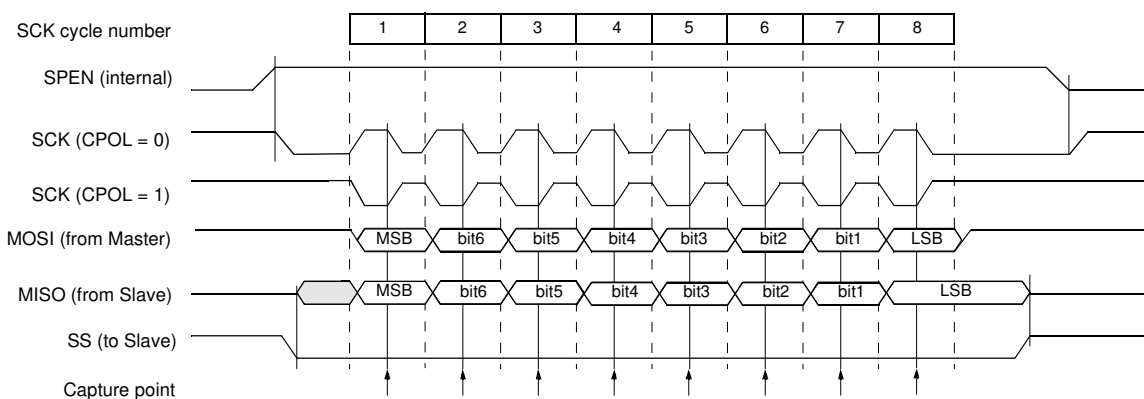 SCK cycle number 1 2 3 4 5 6 7 8
SPEN (internal)
SCK (CPOL = 0)
SCK (CPOL = 1)
MOSI (from Master) MSB bit6 bit5 bit4 bit3 bit2 bit1 LSB
MISO (from Slave) MSB bit6 bit5 bit4 bit3 bit2 bit1 LSB
SS (to Slave)
Capture point